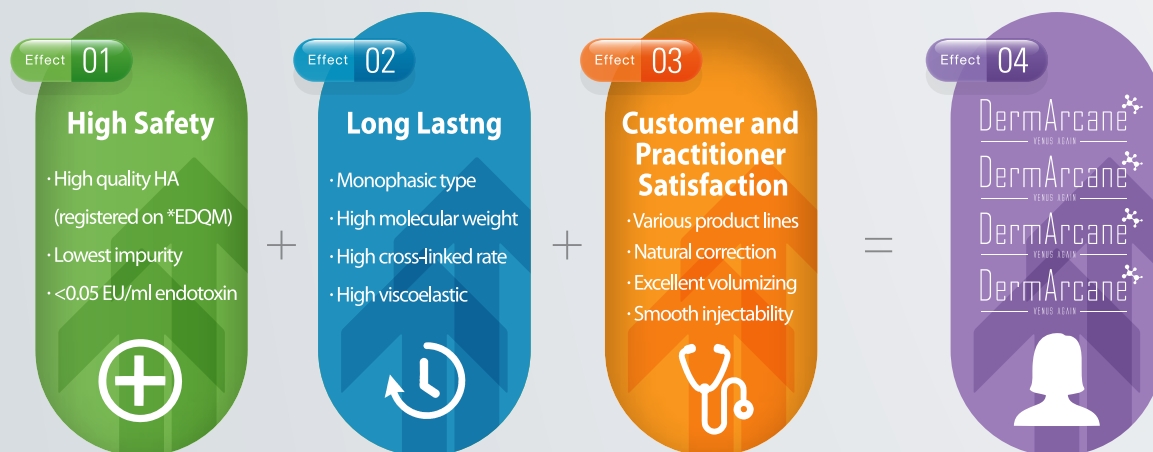 Effect 01
High Safety
· High quality HA
(registered on *EDQM)
· Lowest impurity
· <0.05 EU/ml endotoxin
+
Effect 02
Long Lastng
· Monophasic type
· High molecular weight
· High cross-linked rate
· High viscoelastic
+
Effect 03
Customer and
Practitioner
Satisfaction
· Various product lines
· Natural correction
· Excellent volumizing
· Smooth injectability
=
Effect 04
DermArcane
VENUS AGAIN
DermArcane
VENUS AGAIN
DermArcane
VENUS AGAIN
DermArcane
VENUS AGAIN